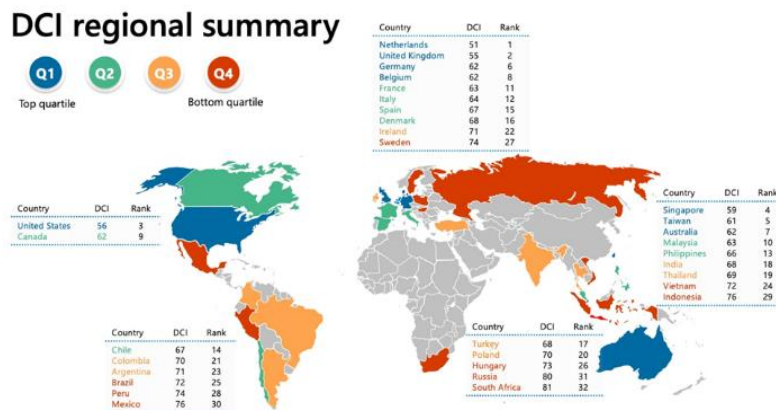 DCI regional summary
Q1 Q2 Q3 Q4
Top quartile Bottom quartile
Country DCI Rank
Netherlands 51 1
United Kingdom 55 2
Germany 62 6
Belgium 62 8
France 63 11
Italy 64 12
Spain 67 15
Denmark 68 16
Ireland 71 22
Sweden 74 27
Country DCI Rank
United States 56 3
Canada 62 9
Country DCI Rank
Singapore 59 4
Taiwan 61 5
Australia 62 7
Malaysia 63 10
Philippines 66 13
India 68 18
Thailand 69 19
Vietnam 72 24
Indonesia 76 29
Country DCI Rank
Chile 67 14
Colombia 70 21
Argentina 71 23
Brazil 72 25
Peru 74 28
Mexico 76 30
Country DCI Rank
Turkey 68 17
Poland 70 20
Hungary 73 26
Russia 80 31
South Africa 81 32